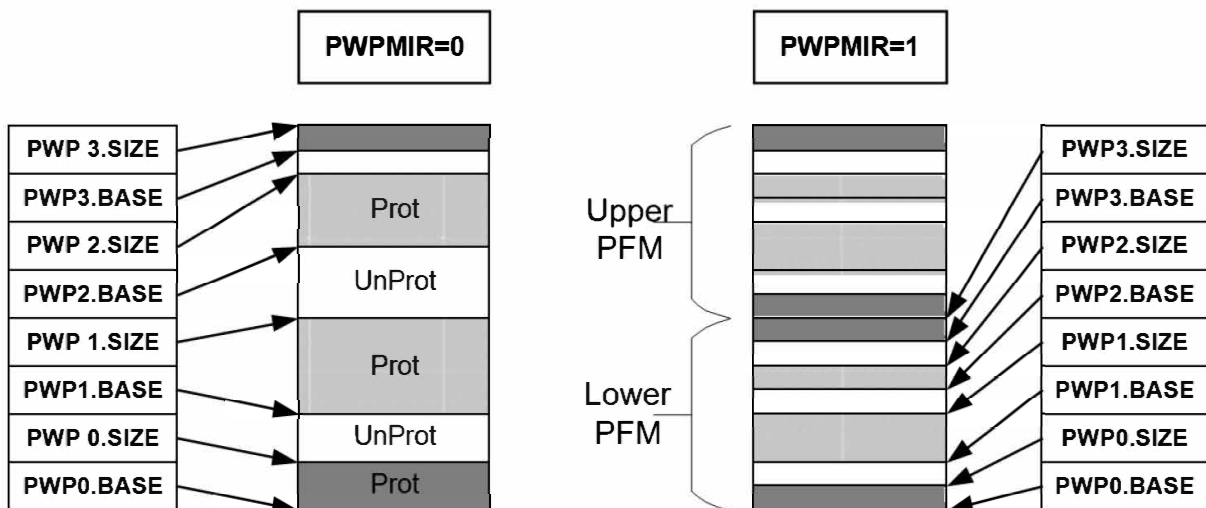 PWPMIR=0
PWPMIR=1
PWP 3.SIZE
PWP3.BASE
PWP 2.SIZE
PWP2.BASE
PWP 1.SIZE
PWP1.BASE
PWP 0.SIZE
PWP0.BASE
Prot
UnProt
Prot
UnProt
Prot
Upper
PFM
Lower
PFM
PWP3.SIZE
PWP3.BASE
PWP2.SIZE
PWP2.BASE
PWP1.SIZE
PWP1.BASE
PWP0.SIZE
PWP0.BASE